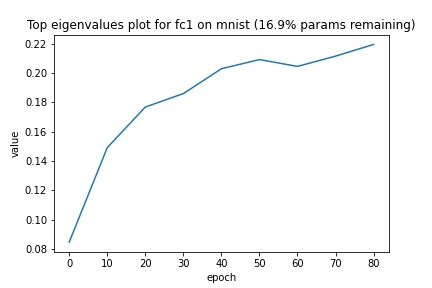 Top eigenvalues plot for fc1 on mnist (16.9% params remaining)
0.22
0.20
0.18
0.16
0.14
0.12
0.10
0.08
value
0 10 20 30 40 50 60 70 80
epoch